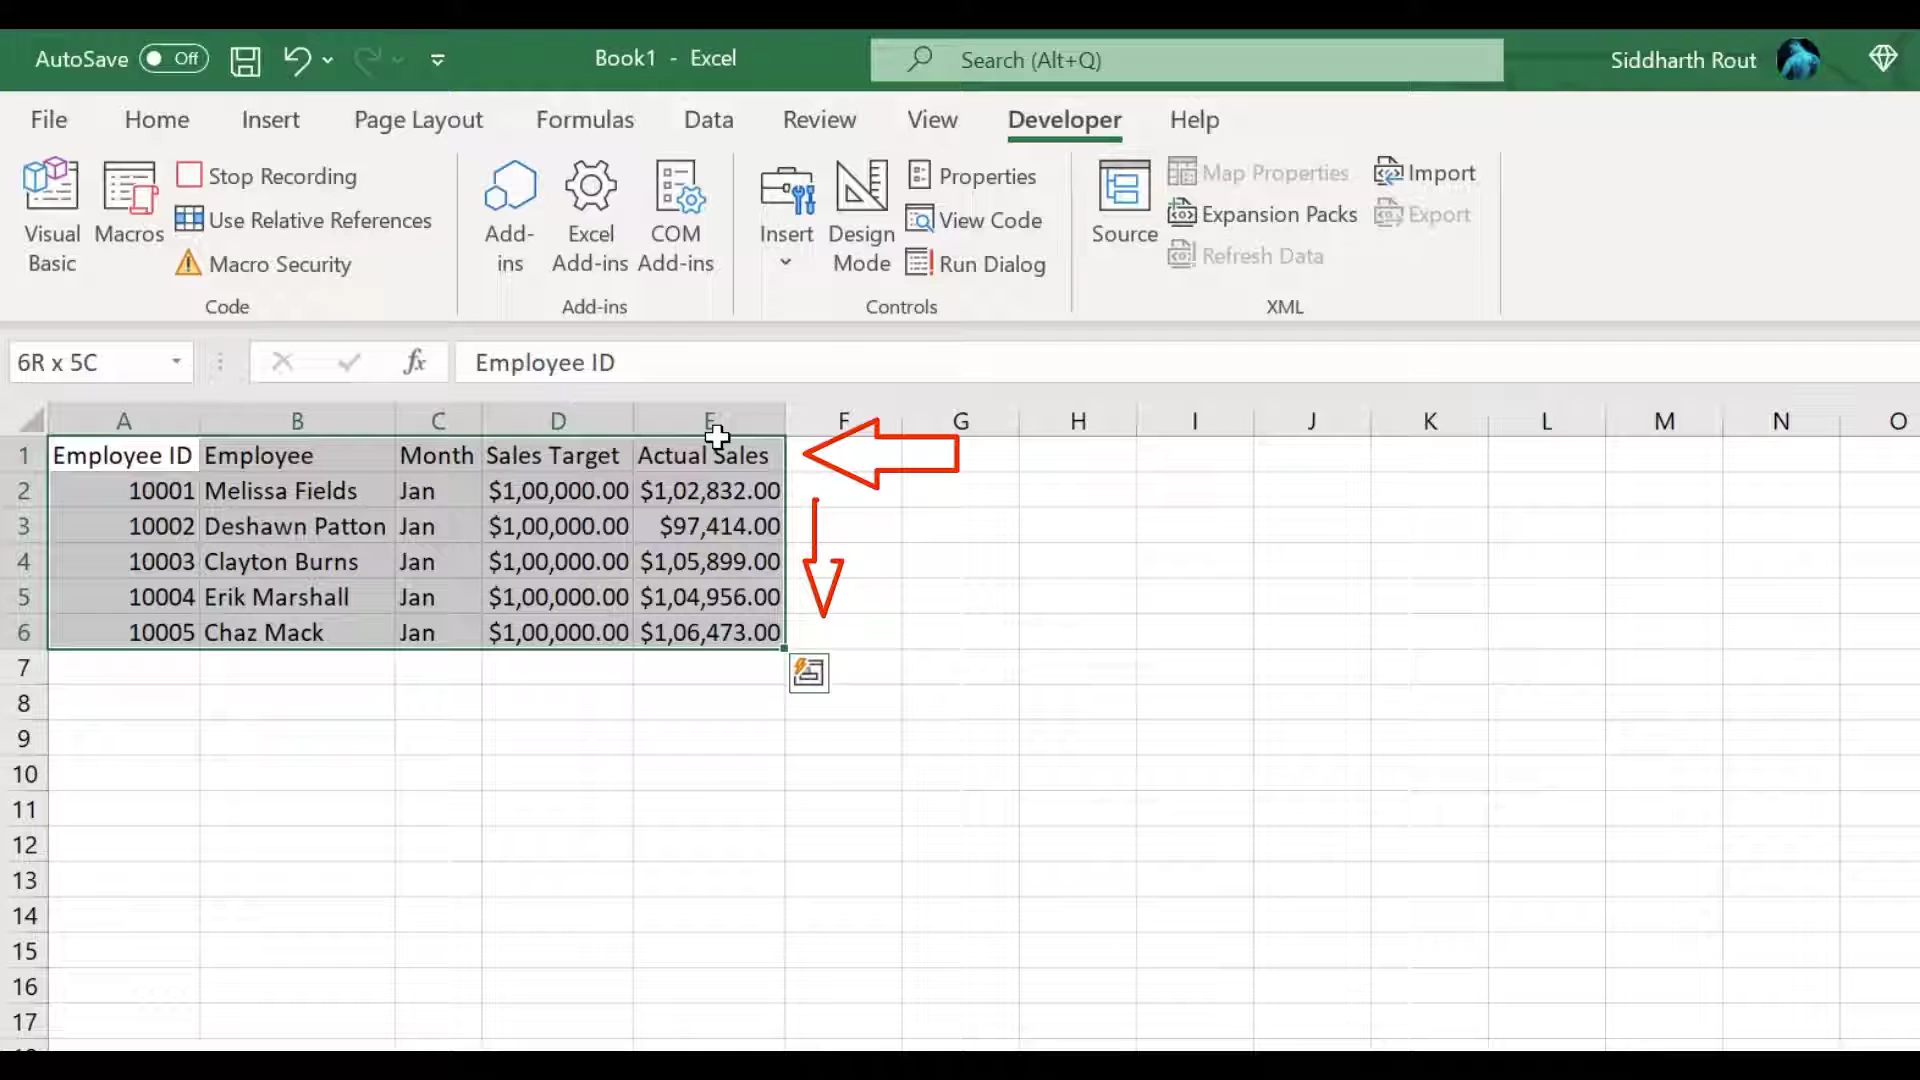 AutoSave Off Book1 - Excel Search (Alt+Q) Siddharth Rout
File Home Insert Page Layout Formulas Data Review View Developer Help
Visual Basic
Macros
Stop Recording
Use Relative References
Macro Security
Code
Add-ins
Excel Add-ins
COM Add-ins
Add-ins
Insert
Design Mode
Properties
View Code
Run Dialog
Controls
Source
Map Properties
Expansion Packs
Refresh Data
Import
Export
XML
6R x 5C fx Employee ID
A B C D E F G H I J K L M N O
1 Employee ID Employee Month Sales Target Actual Sales
2 10001 Melissa Fields Jan $1,00,000.00 $1,02,832.00
3 10002 Deshawn Patton Jan $1,00,000.00 $97,414.00
4 10003 Clayton Burns Jan $1,00,000.00 $1,05,899.00
5 10004 Erik Marshall Jan $1,00,000.00 $1,04,956.00
6 10005 Chaz Mack Jan $1,00,000.00 $1,06,473.00
7
8
9
10
11
12
13
14
15
16
17